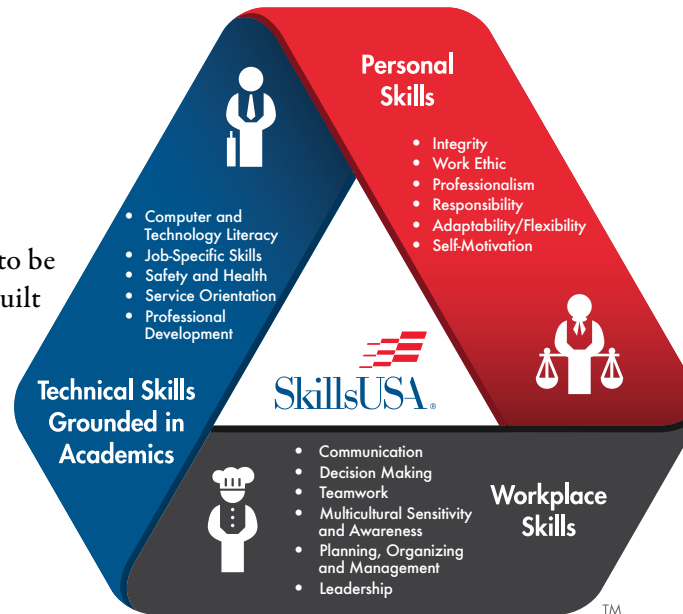 Personal
Skills
• Integrity
• Work Ethic
• Professionalism
• Responsibility
• Adaptability/Flexibility
• Self-Motivation
• Computer and
Technology Literacy
• Job-Specific Skills
• Safety and Health
• Service Orientation
• Professional
Development
to be
uilt
Technical Skills
Grounded in
Academics
SkillsUSA®
• Communication
• Decision Making
• Teamwork
• Multicultural Sensitivity
and Awareness
• Planning, Organizing
and Management
• Leadership
Workplace
Skills
TM